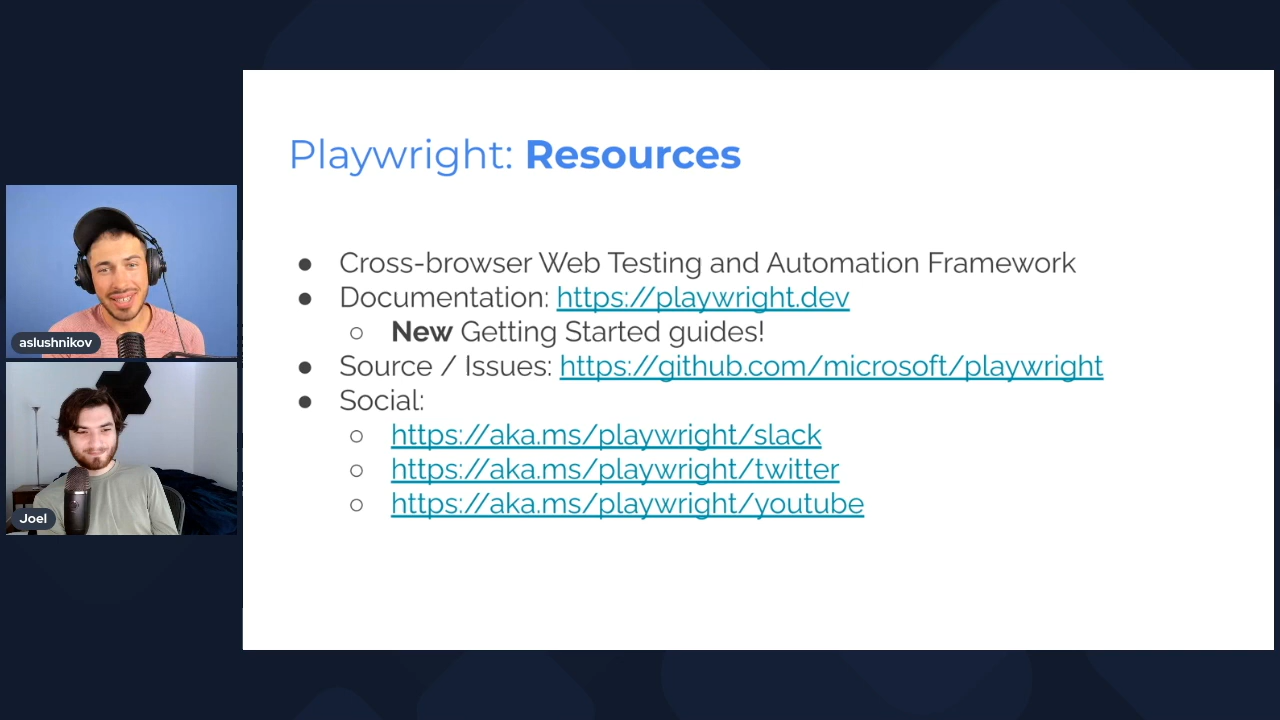 Playwright: Resources
● Cross-browser Web Testing and Automation Framework
● Documentation: https://playwright.dev
○ New Getting Started guides!
● Source / Issues: https://github.com/microsoft/playwright
● Social:
○ https://aka.ms/playwright/slack
○ https://aka.ms/playwright/twitter
○ https://aka.ms/playwright/youtube
aslushnikov
Joel